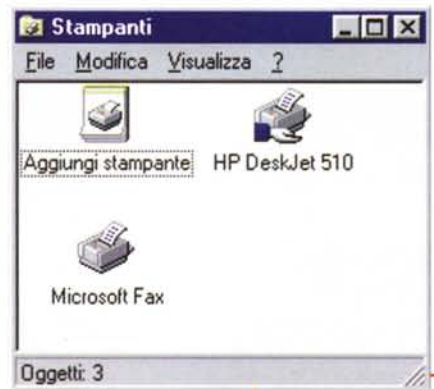 Stampanti
File Modifica Visualizza ?
Aggiungi stampante HP DeskJet 510
Microsoft Fax
Oggetti: 3